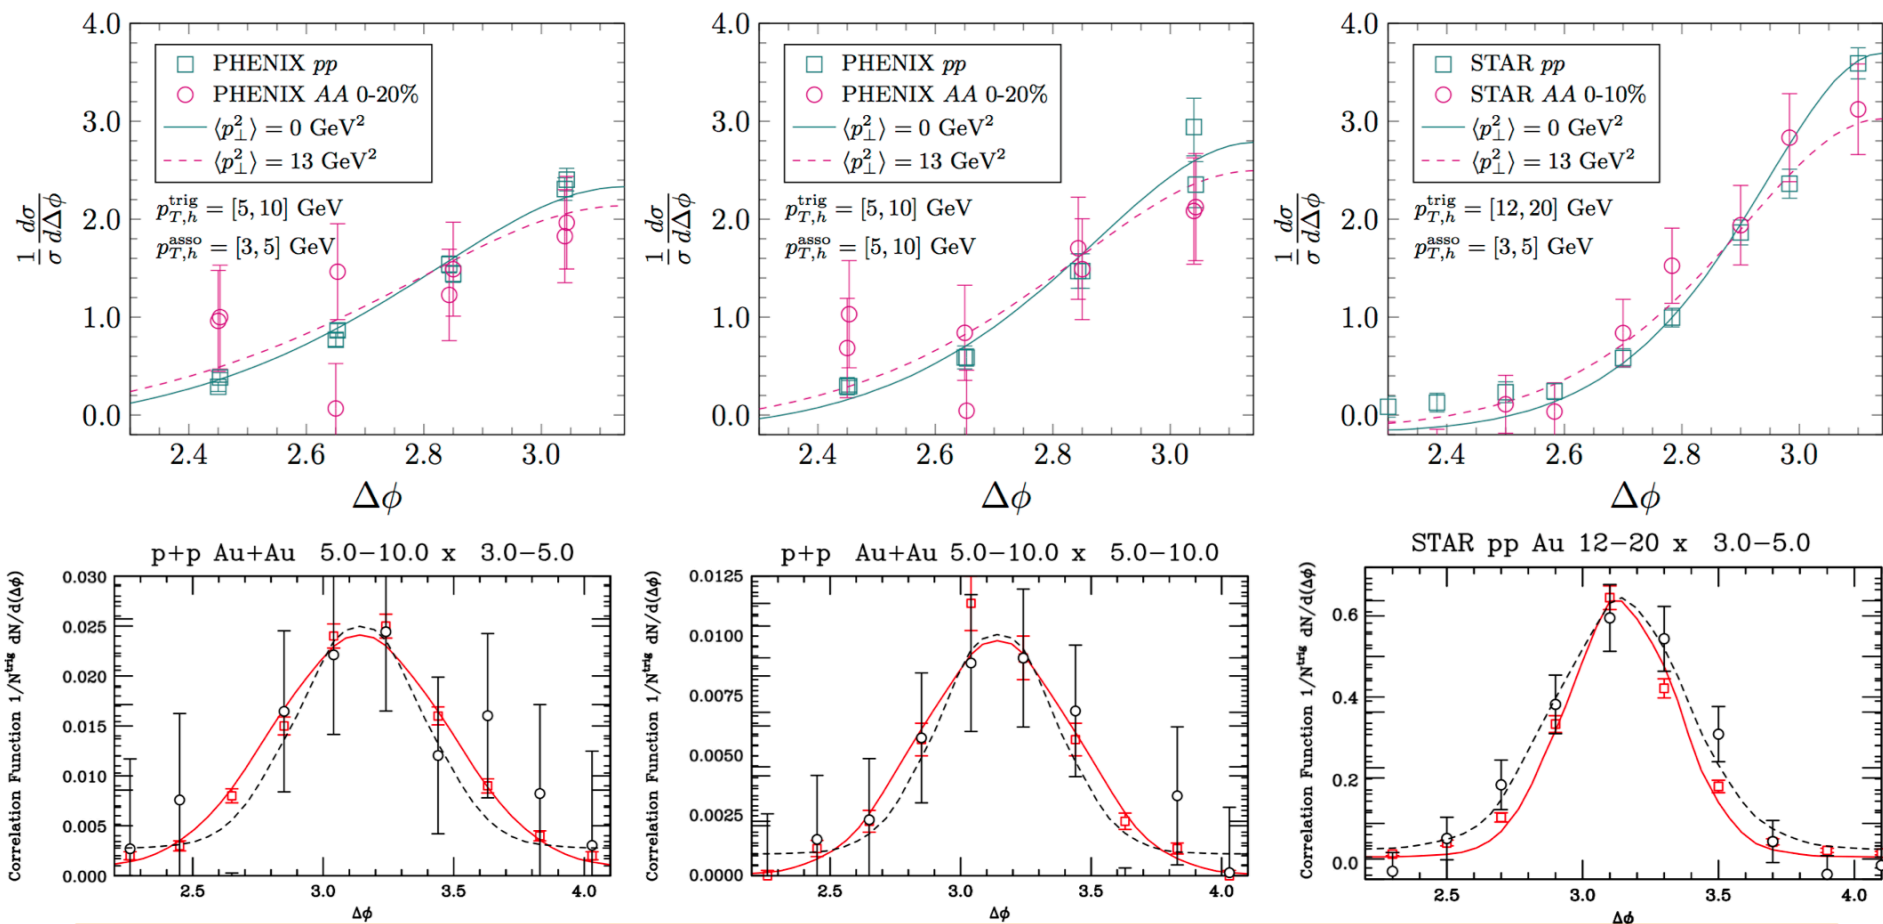 4.0
3.0
2.0
1.0
0.0
1/σ dσ/dΔϕ
PHENIX pp
PHENIX AA 0-20%
⟨p⊥²⟩ = 0 GeV²
⟨p⊥²⟩ = 13 GeV²
p_{T,h}^{trig} = [5, 10] GeV
p_{T,h}^{asso} = [3, 5] GeV
2.4 2.6 2.8 3.0
Δϕ
4.0
3.0
2.0
1.0
0.0
1/σ dσ/dΔϕ
PHENIX pp
PHENIX AA 0-20%
⟨p⊥²⟩ = 0 GeV²
⟨p⊥²⟩ = 13 GeV²
p_{T,h}^{trig} = [5, 10] GeV
p_{T,h}^{asso} = [5, 10] GeV
2.4 2.6 2.8 3.0
Δϕ
4.0
3.0
2.0
1.0
0.0
1/σ dσ/dΔϕ
STAR pp
STAR AA 0-10%
⟨p⊥²⟩ = 0 GeV²
⟨p⊥²⟩ = 13 GeV²
p_{T,h}^{trig} = [12, 20] GeV
p_{T,h}^{asso} = [3, 5] GeV
2.4 2.6 2.8 3.0
Δϕ
p+p Au+Au 5.0−10.0 x 3.0−5.0
Correlation Function 1/N^{trig} dN/d(Δϕ)
0.030
0.025
0.020
0.015
0.010
0.005
0.000
2.5 3.0 3.5 4.0
Δϕ
p+p Au+Au 5.0−10.0 x 5.0−10.0
Correlation Function 1/N^{trig} dN/d(Δϕ)
0.0125
0.0100
0.0075
0.0050
0.0025
0.0000
2.5 3.0 3.5 4.0
Δϕ
STAR pp Au 12−20 x 3.0−5.0
Correlation Function 1/N^{trig} dN/d(Δϕ)
0.6
0.4
0.2
0.0
2.5 3.0 3.5 4.0
Δϕ